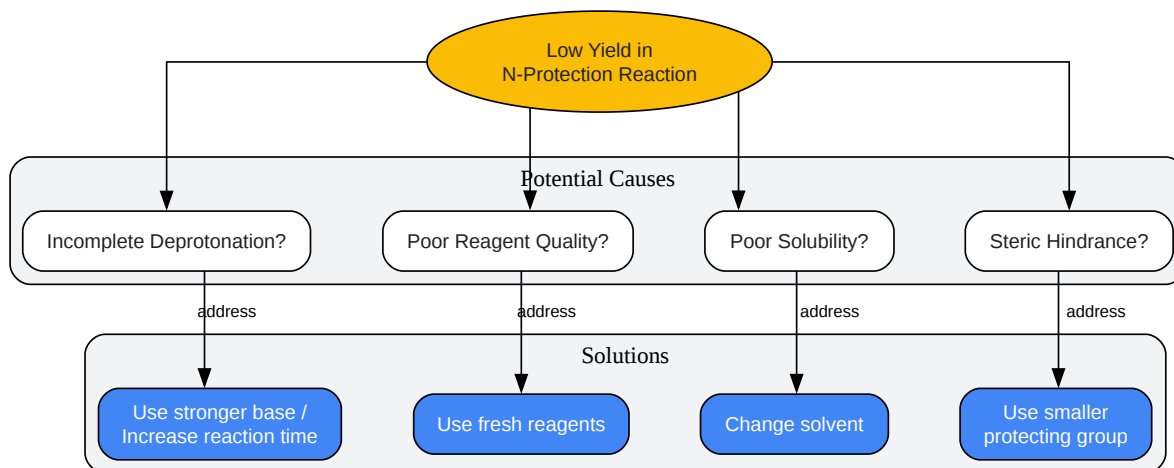 Low Yield in
N-Protection Reaction
Potential Causes
Incomplete Deprotonation?
Poor Reagent Quality?
Poor Solubility?
Steric Hindrance?
address
address
address
address
Solutions
Use stronger base /
Increase reaction time
Use fresh reagents
Change solvent
Use smaller
protecting group